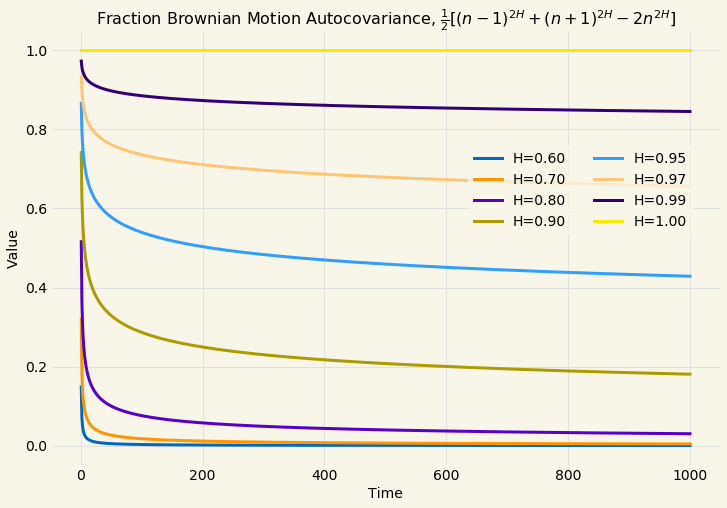 Fraction Brownian Motion Autocovariance, $\frac{1}{2}[(n-1)^{2H}+(n+1)^{2H}-2n^{2H}]$
1.0
0.8
0.6
0.4
0.2
0.0
Value
H=0.60 H=0.95
H=0.70 H=0.97
H=0.80 H=0.99
H=0.90 H=1.00
0 200 400 600 800 1000
Time